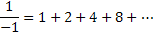 1/−1 = 1 + 2 + 4 + 8 + ⋯